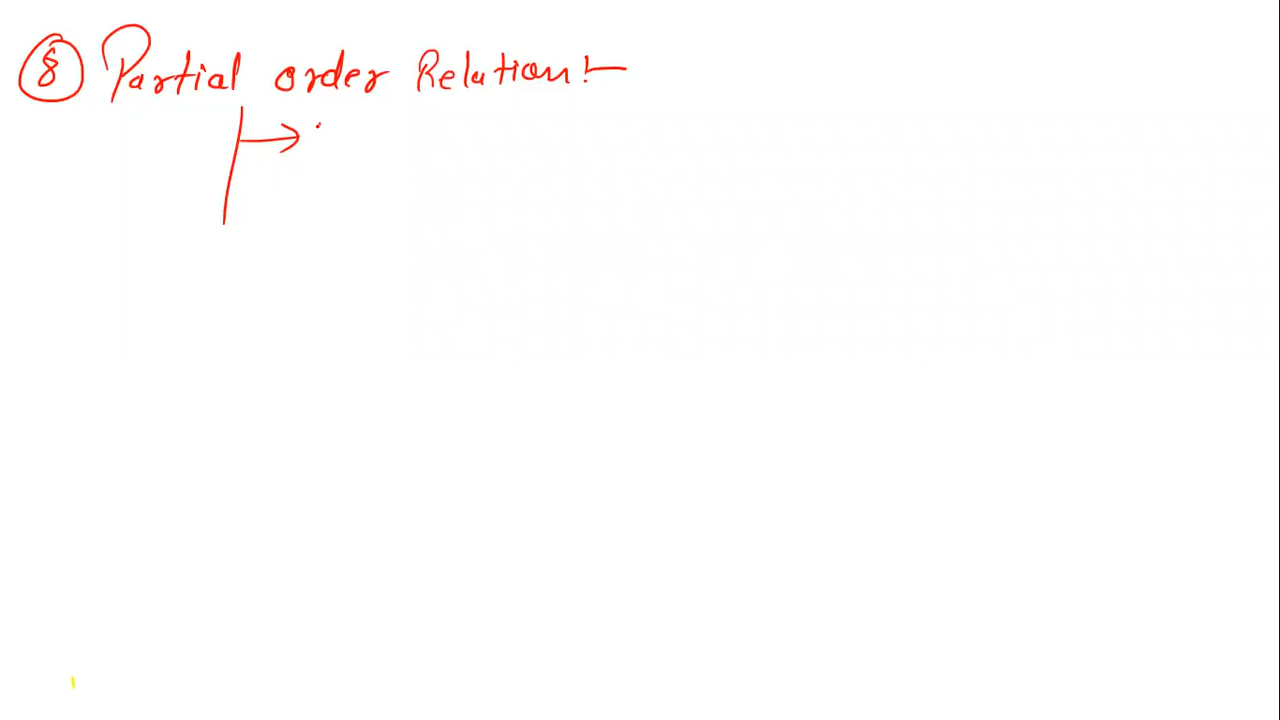 ⑧ Partial order Relation:-